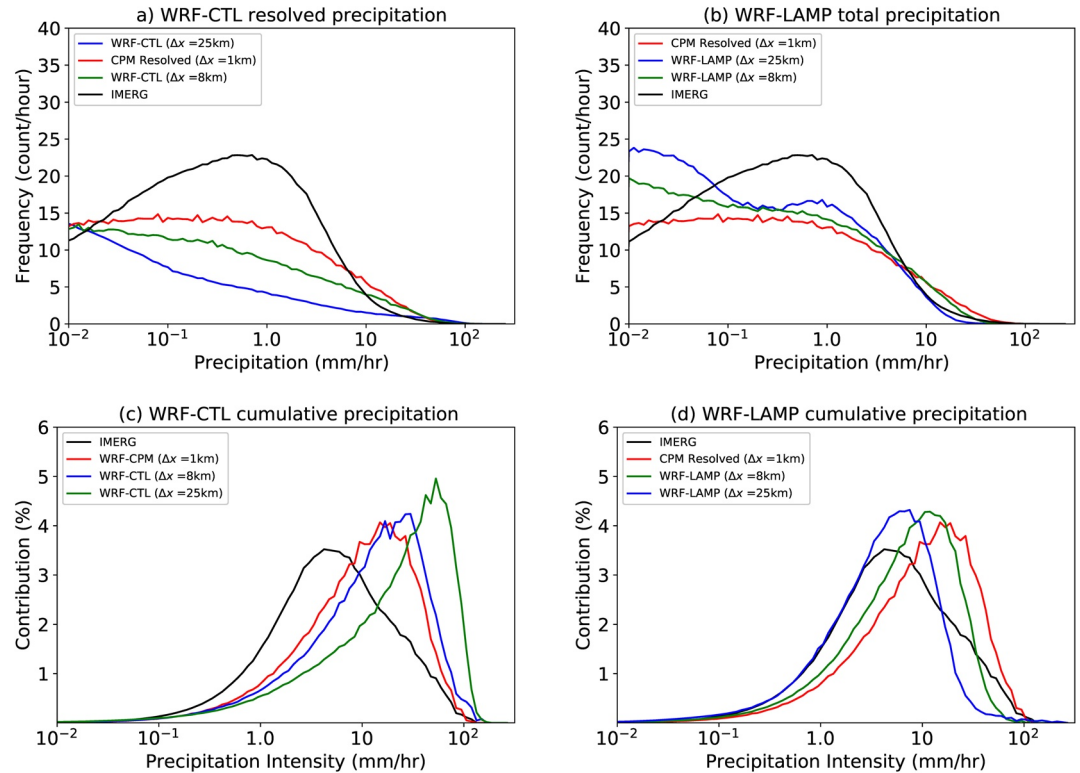 a) WRF-CTL resolved precipitation
40
35
30
25
20
15
10
5
0
Frequency (count/hour)
WRF-CTL (Δx =25km)
CPM Resolved (Δx =1km)
WRF-CTL (Δx =8km)
IMERG
10⁻² 10⁻¹ 1.0 10 10²
Precipitation (mm/hr)
(b) WRF-LAMP total precipitation
40
35
30
25
20
15
10
5
0
Frequency (count/hour)
CPM Resolved (Δx =1km)
WRF-LAMP (Δx =25km)
WRF-LAMP (Δx =8km)
IMERG
10⁻² 10⁻¹ 1.0 10 10²
Precipitation (mm/hr)
(c) WRF-CTL cumulative precipitation
6
5
4
3
2
1
Contribution (%)
IMERG
WRF-CPM (Δx =1km)
WRF-CTL (Δx =8km)
WRF-CTL (Δx =25km)
10⁻² 10⁻¹ 1.0 10 10²
Precipitation Intensity (mm/hr)
(d) WRF-LAMP cumulative precipitation
6
5
4
3
2
1
Contribution (%)
IMERG
CPM Resolved (Δx =1km)
WRF-LAMP (Δx =8km)
WRF-LAMP (Δx =25km)
10⁻² 10⁻¹ 1.0 10 10²
Precipitation Intensity (mm/hr)